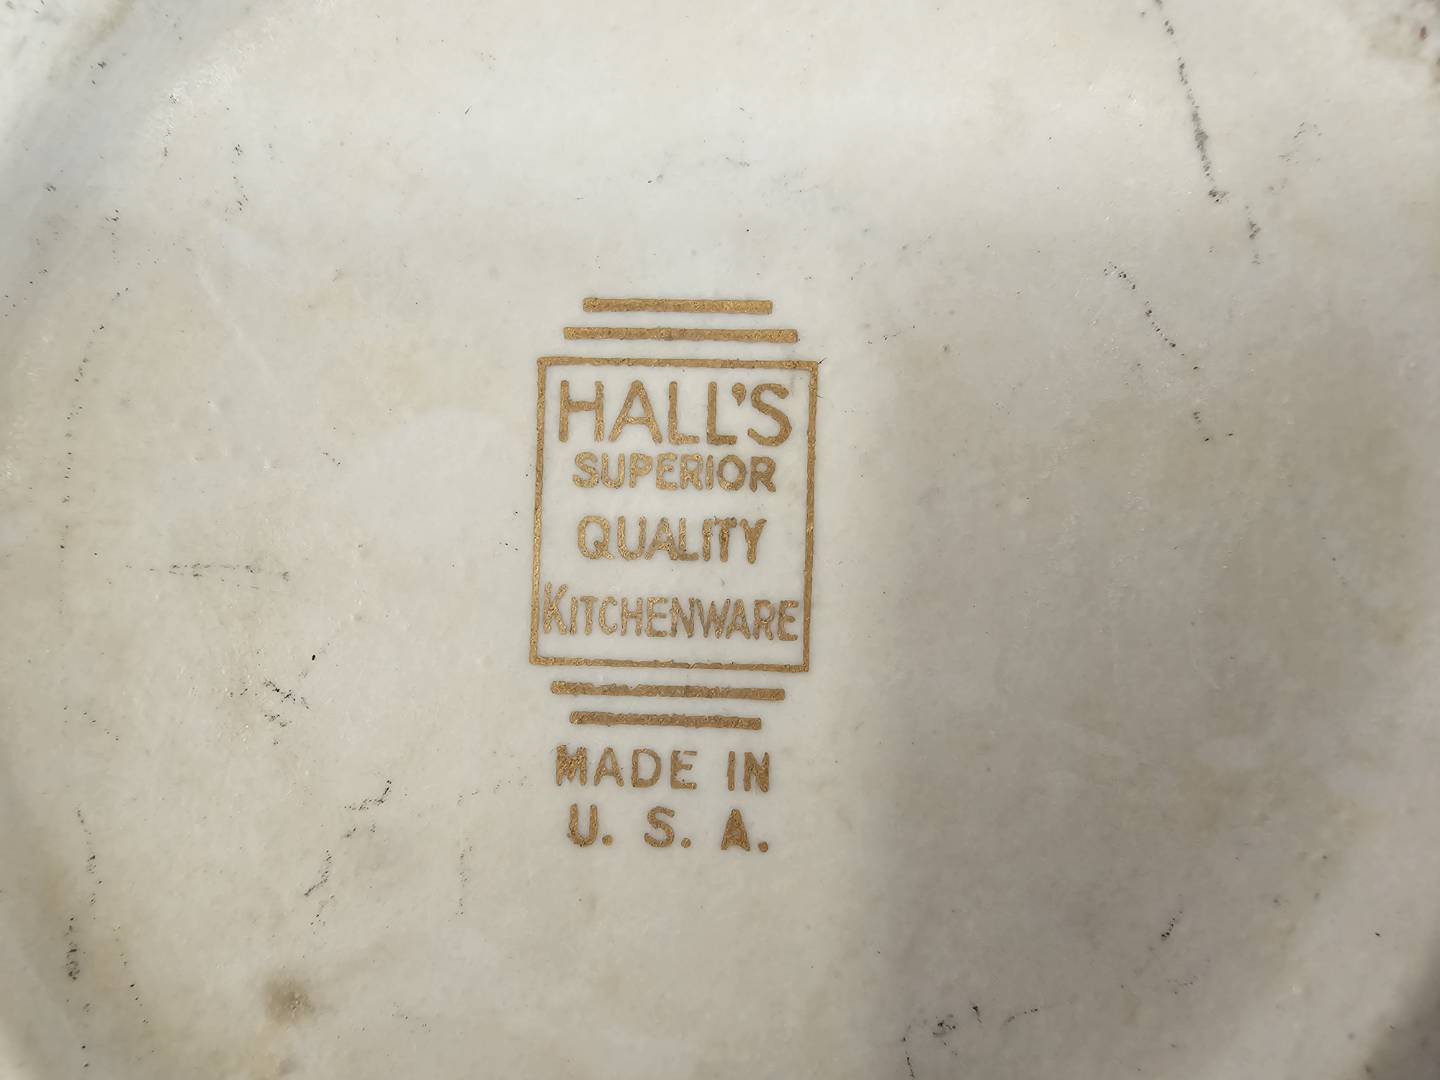 HALL'S
SUPERIOR
QUALITY
KITCHENWARE
MADE IN
U. S. A.